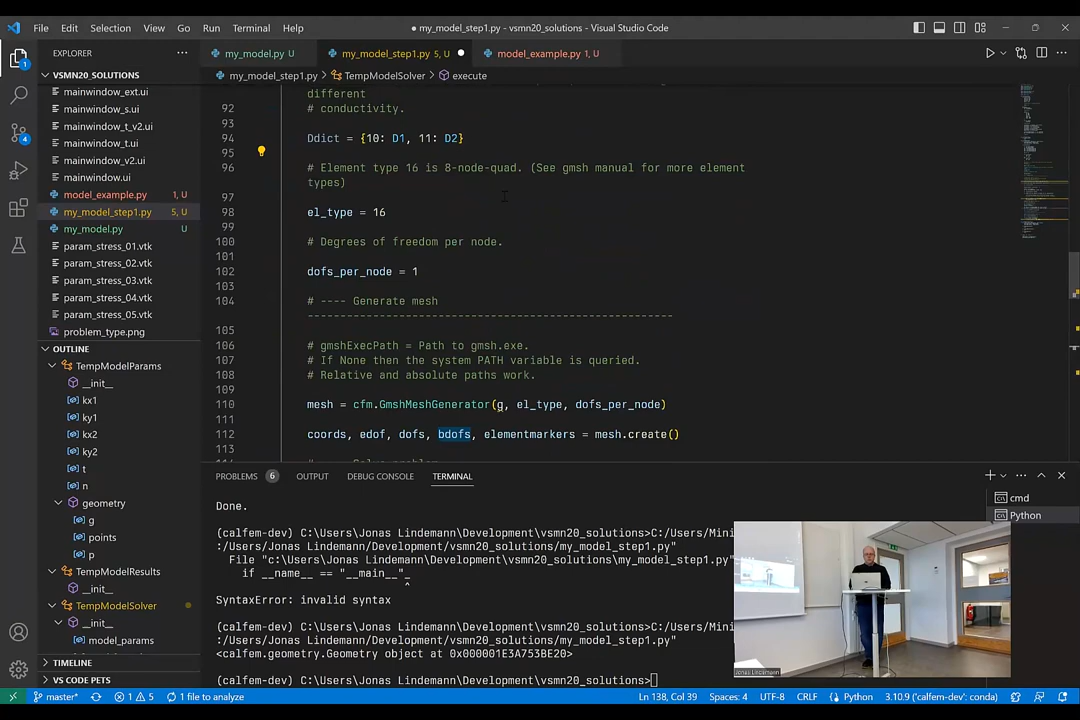 File Edit Selection View Go Run Terminal Help
● my_model_step1.py - vsmn20_solutions - Visual Studio Code
EXPLORER
my_model.py U
my_model_step1.py 5, U
model_example.py 1, U
my_model_step1.py > TempModelSolver > execute
VSMN20_SOLUTIONS
mainwindow_ext.ui
mainwindow_s.ui
mainwindow_t_v2.ui
mainwindow_t.ui
mainwindow_v2.ui
mainwindow.ui
model_example.py 1, U
my_model_step1.py 5, U
my_model.py U
param_stress_01.vtk
param_stress_02.vtk
param_stress_03.vtk
param_stress_04.vtk
param_stress_05.vtk
problem_type.png
OUTLINE
TempModelParams
__init__
kx1
ky1
kx2
ky2
t
n
geometry
g
points
p
TempModelResults
__init__
TempModelSolver
__init__
model_params
TIMELINE
VS CODE PETS
different
92 # conductivity.
93
94 Ddict = {10: D1, 11: D2}
95
96 # Element type 16 is 8-node-quad. (See gmsh manual for more element
types)
97
98 el_type = 16
99
100 # Degrees of freedom per node.
101
102 dofs_per_node = 1
103
104 # ---- Generate mesh
--------------------------------------------------------
105
106 # gmshExecPath = Path to gmsh.exe.
107 # If None then the system PATH variable is queried.
108 # Relative and absolute paths work.
109
110 mesh = cfm.GmshMeshGenerator(g, el_type, dofs_per_node)
111
112 coords, edof, dofs, bdofs, elementmarkers = mesh.create()
113
PROBLEMS 6 OUTPUT DEBUG CONSOLE TERMINAL
cmd
Python
Done.
(calfem-dev) C:\Users\Jonas Lindemann\Development\vsmn20_solutions>C:/Users/Mini
:/Users/Jonas Lindemann/Development/vsmn20_solutions/my_model_step1.py"
File "c:\Users\Jonas Lindemann\Development\vsmn20_solutions\my_model_step1.py"
if __name__ == "__main__"_
^
SyntaxError: invalid syntax
(calfem-dev) C:\Users\Jonas Lindemann\Development\vsmn20_solutions>C:/Users/Mini
:/Users/Jonas Lindemann/Development/vsmn20_solutions/my_model_step1.py"
<calfem.geometry.Geometry object at 0x000001E3A753BE20>
(calfem-dev) C:\Users\Jonas Lindemann\Development\vsmn20_solutions>
Jonas Lindemann
master* 1 5 1 file to analyze
Ln 138, Col 39 Spaces: 4 UTF-8 CRLF Python 3.10.9 ('calfem-dev': conda)